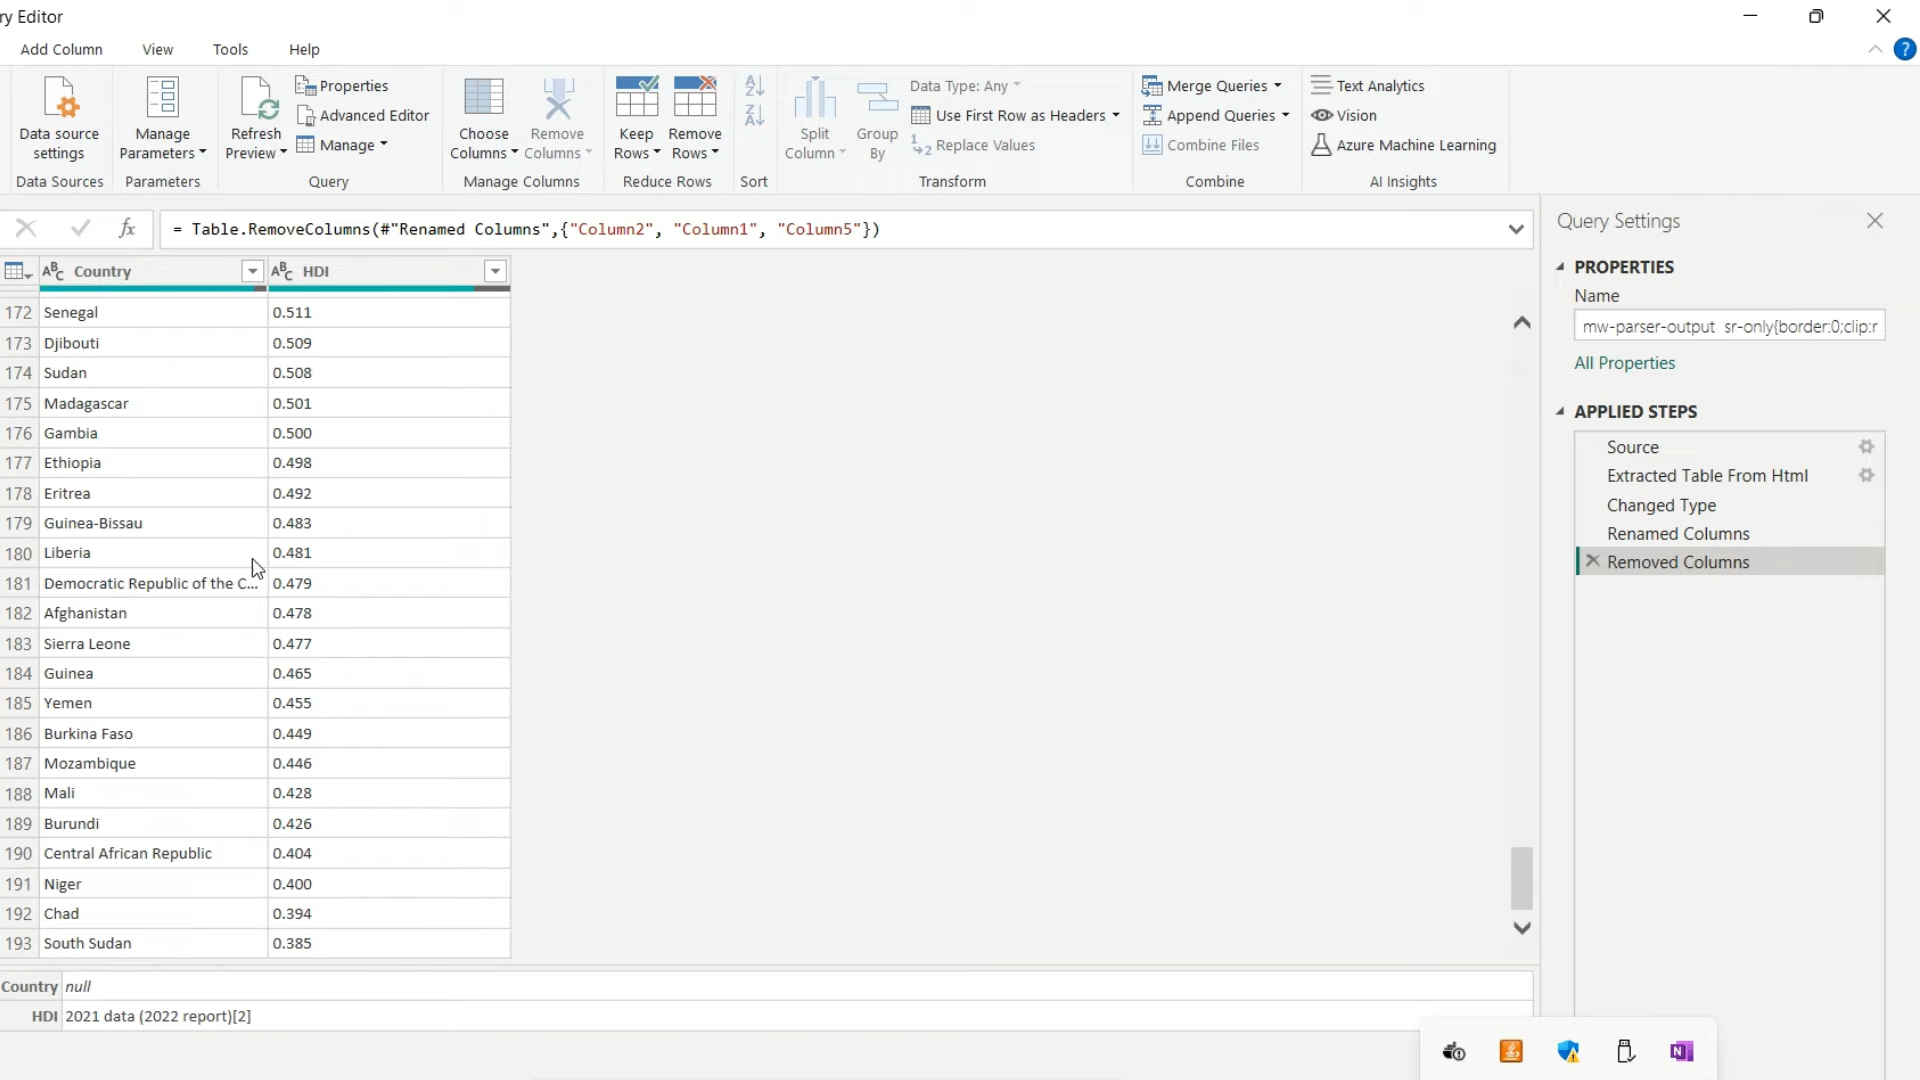 ry Editor
Add Column View Tools Help
Data source settings
Data Sources
Manage Parameters
Parameters
Refresh Preview
Properties
Advanced Editor
Manage
Query
Choose Columns
Remove Columns
Manage Columns
Keep Rows
Remove Rows
Reduce Rows
Sort
Split Column
Group By
Data Type: Any
Use First Row as Headers
Replace Values
Transform
Merge Queries
Append Queries
Combine Files
Combine
Text Analytics
Vision
Azure Machine Learning
AI Insights
fx = Table.RemoveColumns(#"Renamed Columns",{"Column2", "Column1", "Column5"})
ABC Country ABC HDI
172 Senegal 0.511
173 Djibouti 0.509
174 Sudan 0.508
175 Madagascar 0.501
176 Gambia 0.500
177 Ethiopia 0.498
178 Eritrea 0.492
179 Guinea-Bissau 0.483
180 Liberia 0.481
181 Democratic Republic of the C... 0.479
182 Afghanistan 0.478
183 Sierra Leone 0.477
184 Guinea 0.465
185 Yemen 0.455
186 Burkina Faso 0.449
187 Mozambique 0.446
188 Mali 0.428
189 Burundi 0.426
190 Central African Republic 0.404
191 Niger 0.400
192 Chad 0.394
193 South Sudan 0.385
Country null
HDI 2021 data (2022 report)[2]
Query Settings
PROPERTIES
Name
mw-parser-output sr-only{border:0;clip:r
All Properties
APPLIED STEPS
Source
Extracted Table From Html
Changed Type
Renamed Columns
Removed Columns